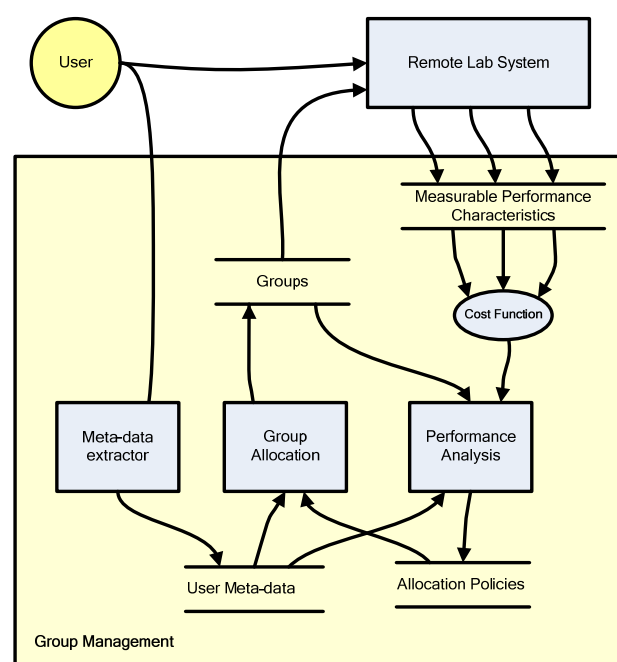 User
Remote Lab System
Measurable Performance
Characteristics
Groups
Cost Function
Meta-data
extractor
Group
Allocation
Performance
Analysis
User Meta-data
Allocation Policies
Group Management